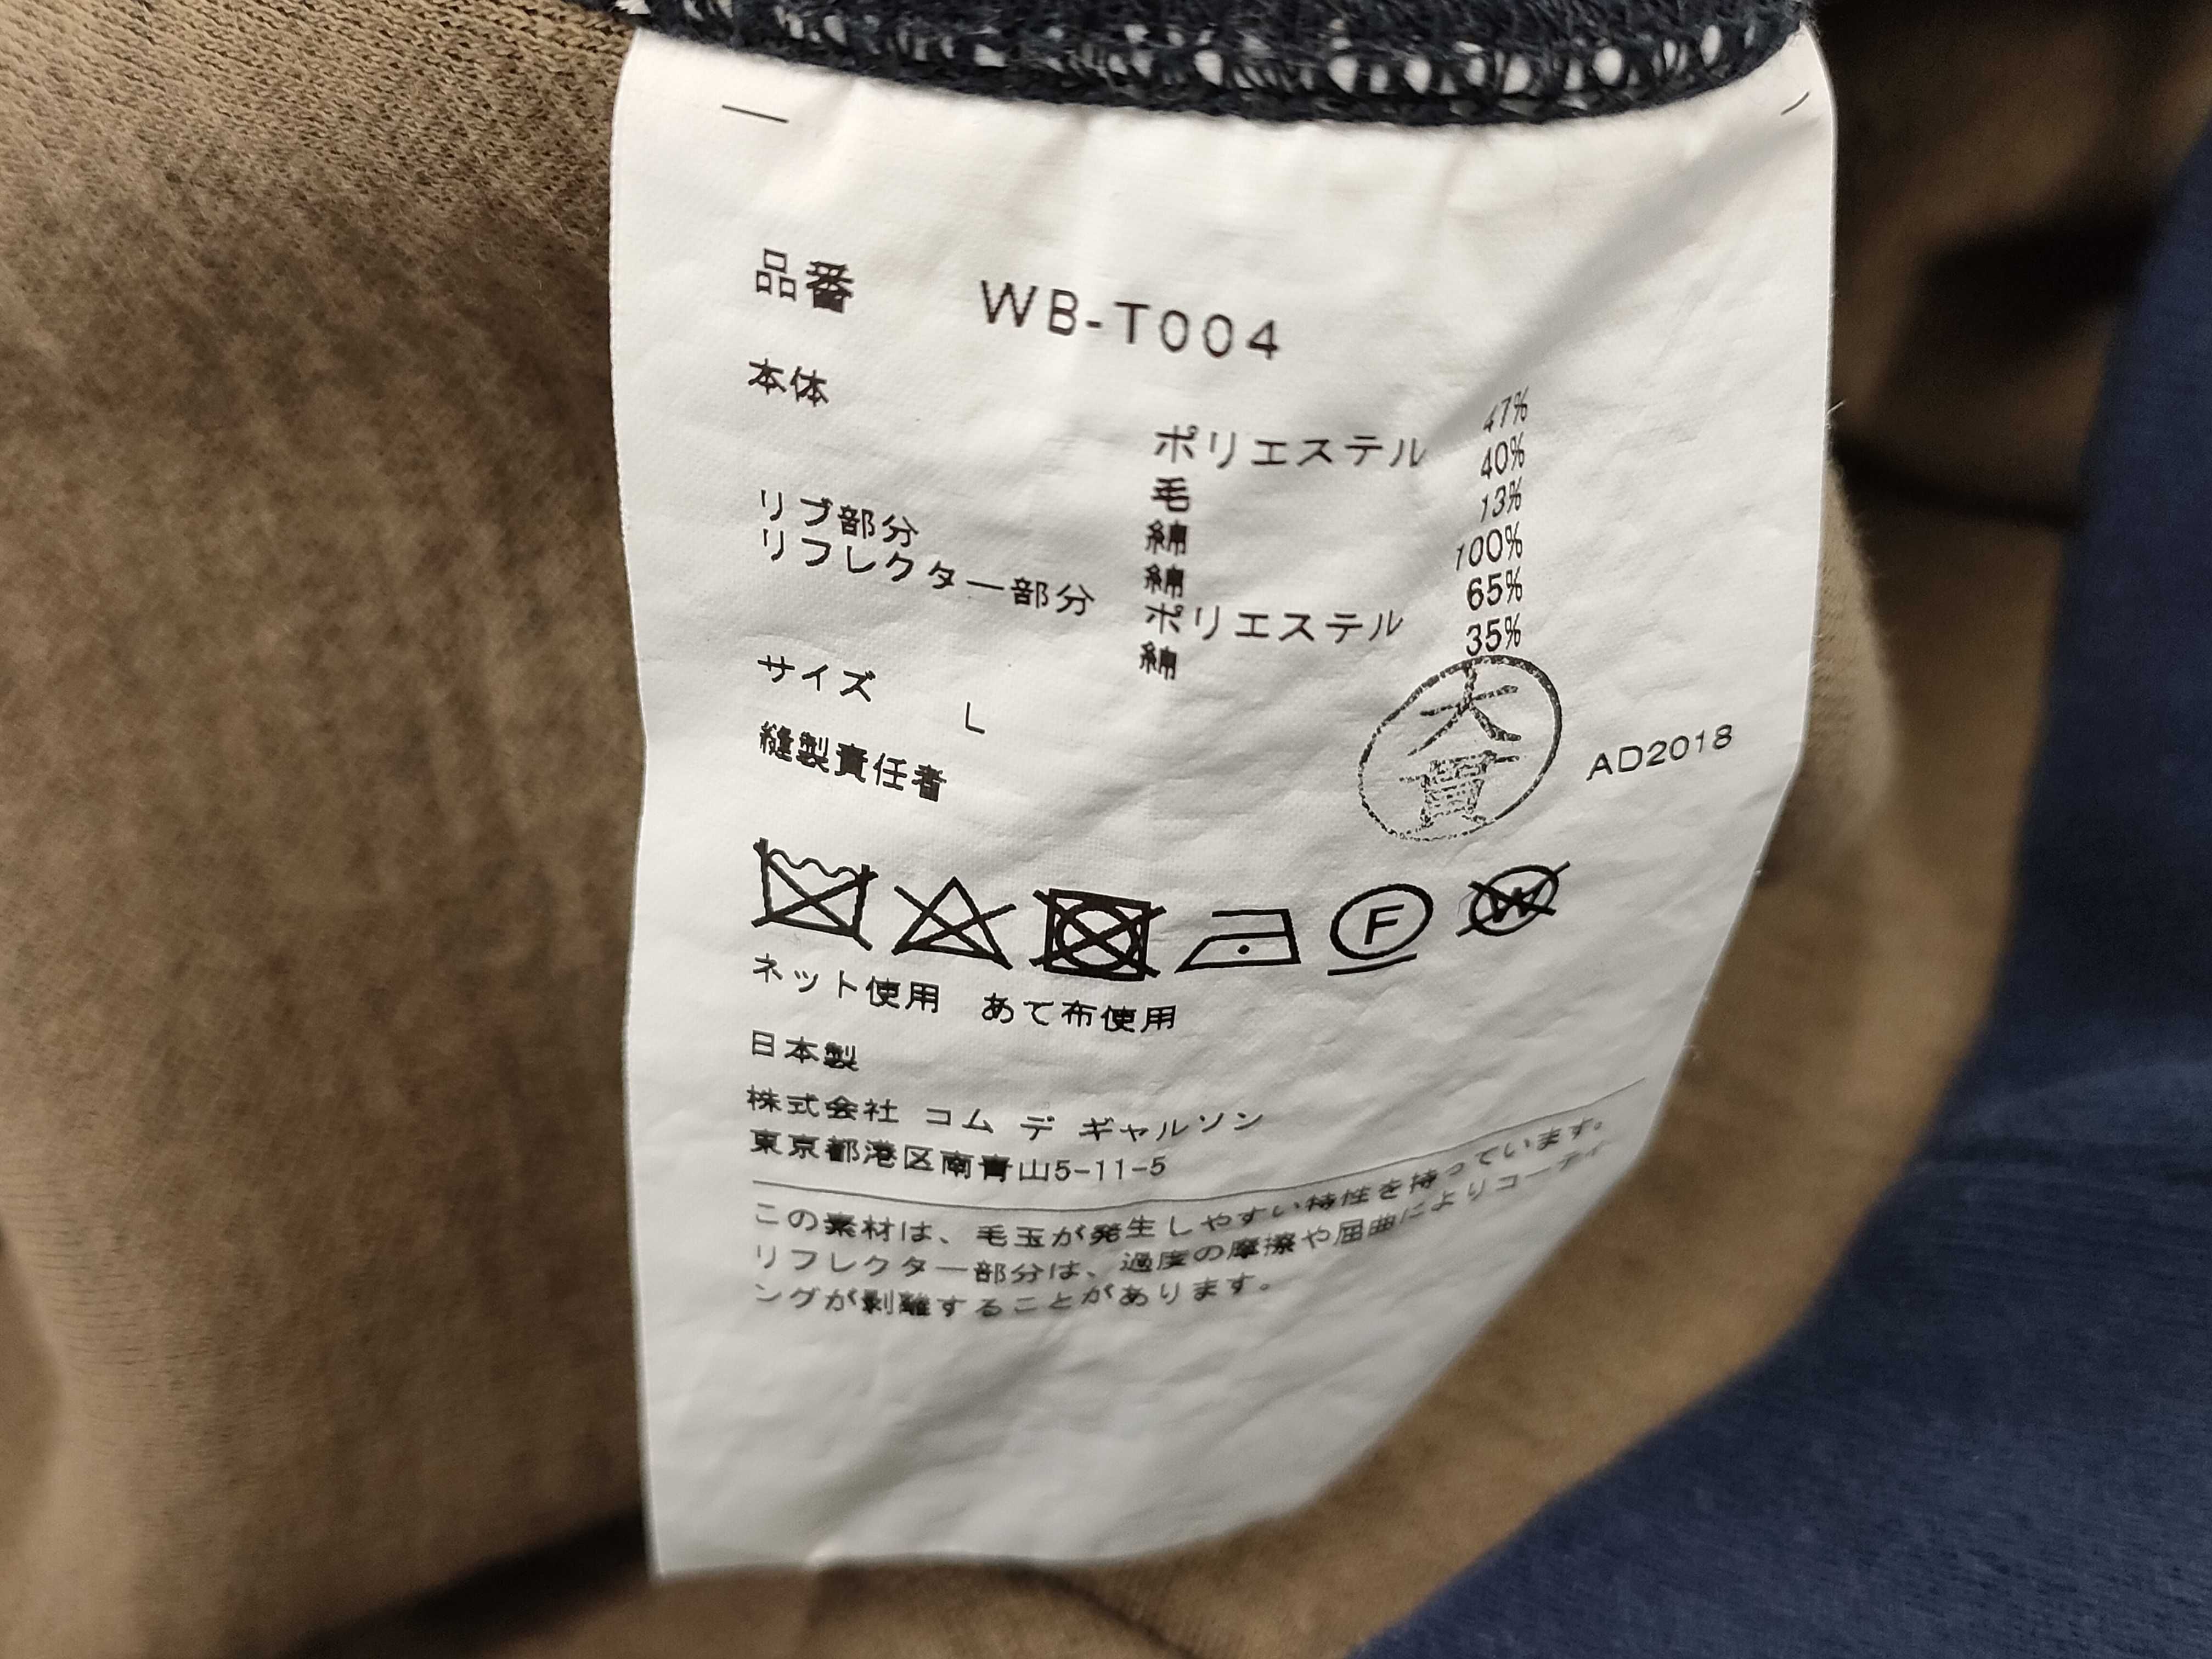 品番 WB-T004
本体
ポリエステル 47%
毛 40%
綿 13%
リブ部分 綿 100%
リフレクター部分 ポリエステル 65%
綿 35%
サイズ L
縫製責任者 大貫 AD2018
F W
ネット使用 あて布使用
日本製
株式会社 コム デ ギャルソン
東京都港区南青山5-11-5
この素材は、毛玉が発生しやすい特性を持っています。
リフレクター部分は、過度の摩擦や屈曲によりコーティ
ングが剥離することがあります。